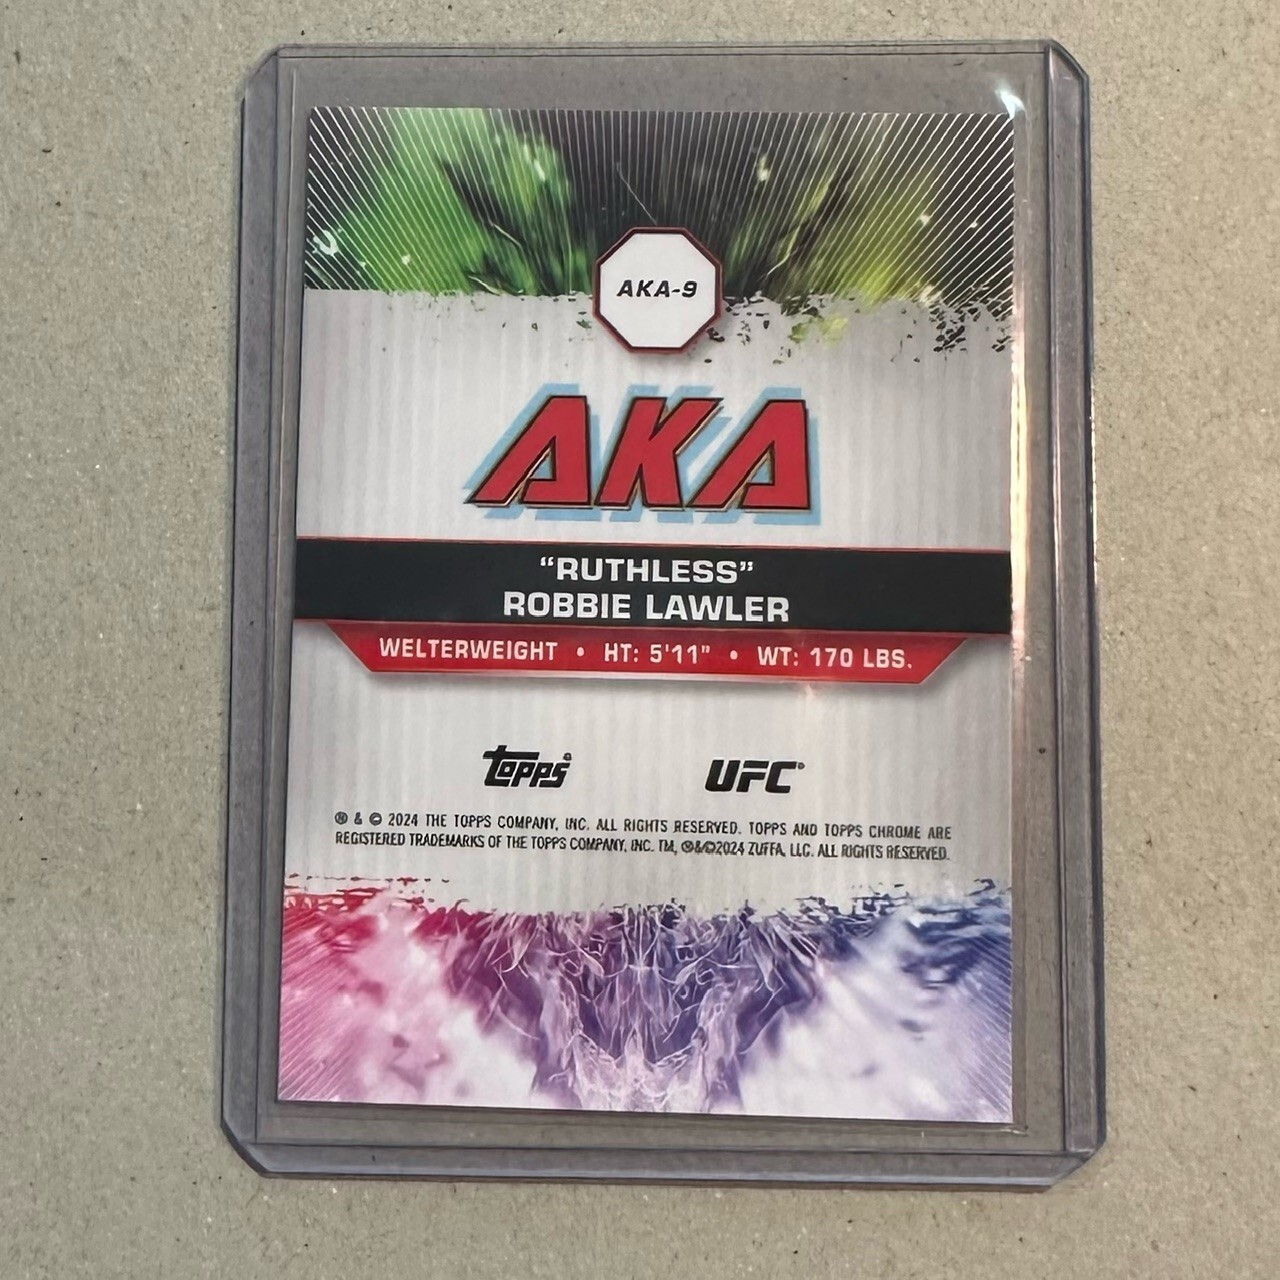 AKA-9
AKA
“RUTHLESS”
ROBBIE LAWLER
WELTERWEIGHT • HT: 5'11" • WT: 170 LBS.
Topps® UFC®
® & © 2024 THE TOPPS COMPANY, INC. ALL RIGHTS RESERVED. TOPPS AND TOPPS CHROME ARE
REGISTERED TRADEMARKS OF THE TOPPS COMPANY, INC. TM, ®&©2024 ZUFFA, LLC. ALL RIGHTS RESERVED.